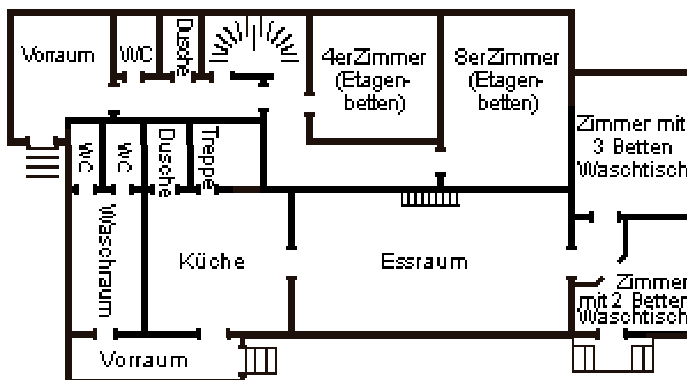 Vorraum
WC
Dusche
4erZimmer
(Etagen-
betten)
8erZimmer
(Etagen-
betten)
Zimmer mit
3 Betten
Waschtisch
WC
WC
Dusche
Treppe
Waschraum
Küche
Essraum
Zimmer
mit 2 Betten
Waschtisch
Vorraum